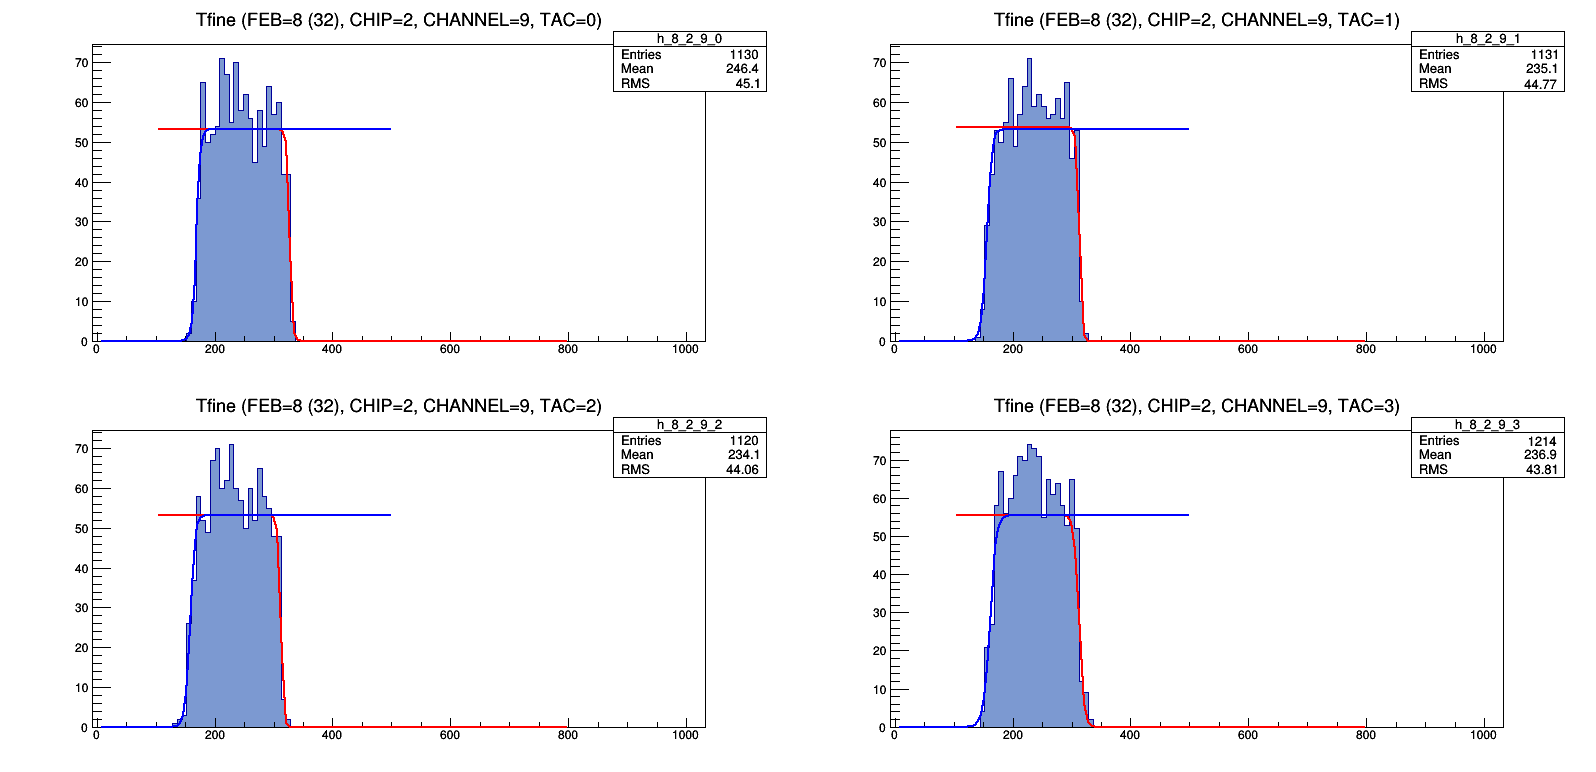 Tfine (FEB=8 (32), CHIP=2, CHANNEL=9, TAC=0)
h_8_2_9_0
Entries 1130
Mean 246.4
RMS 45.1
70
60
50
40
30
20
10
0
0 200 400 600 800 1000
Tfine (FEB=8 (32), CHIP=2, CHANNEL=9, TAC=1)
h_8_2_9_1
Entries 1131
Mean 235.1
RMS 44.77
70
60
50
40
30
20
10
0
0 200 400 600 800 1000
Tfine (FEB=8 (32), CHIP=2, CHANNEL=9, TAC=2)
h_8_2_9_2
Entries 1120
Mean 234.1
RMS 44.06
70
60
50
40
30
20
10
0
0 200 400 600 800 1000
Tfine (FEB=8 (32), CHIP=2, CHANNEL=9, TAC=3)
h_8_2_9_3
Entries 1214
Mean 236.9
RMS 43.81
70
60
50
40
30
20
10
0
0 200 400 600 800 1000